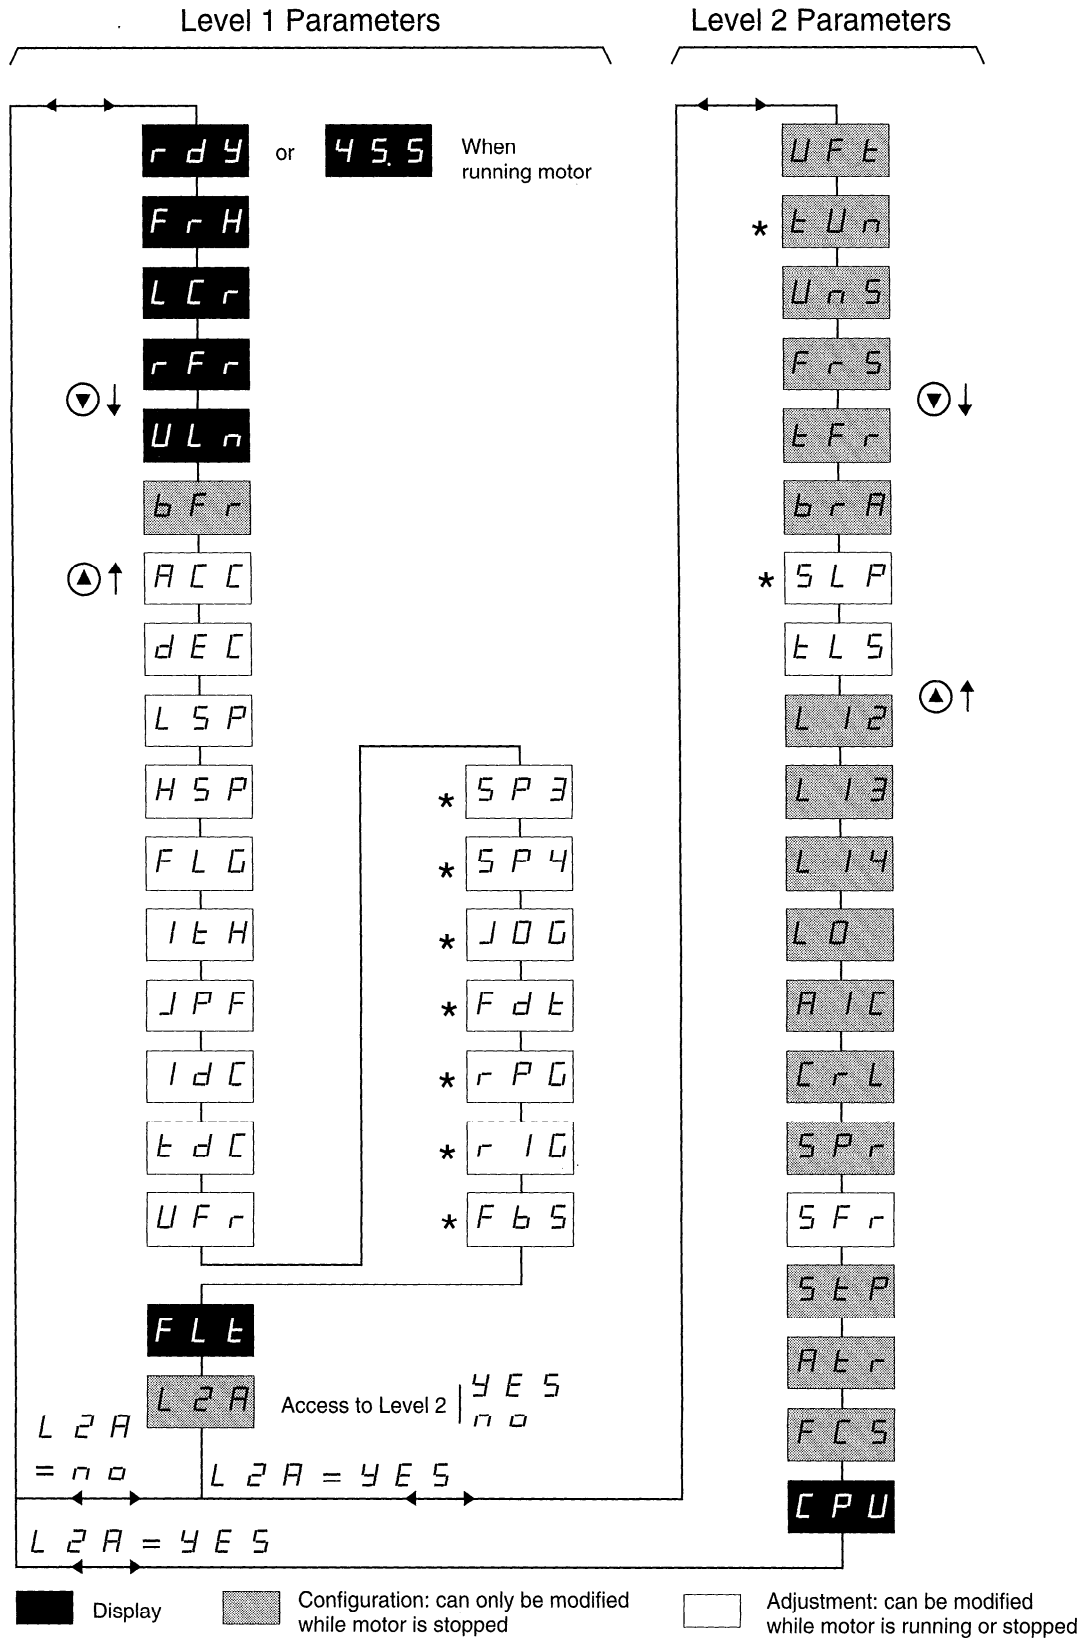 Level 1 Parameters
Level 2 Parameters
rdY or 45.5 When
running motor
FrH
LCr
rFr
ULn
bFr
ACC
dEC
LSP
HSP
FLG
ItH
JPF
IdC
tdC
UFr
* SP3
* SP4
* JOG
* Fdt
* rPG
* rIG
* FbS
FLt
L2A Access to Level 2 YES
no
L2A
= no
L2A = YES
L2A = YES
UFt
* tUn
UnS
FrS
tFr
brA
* SLP
tLS
LI2
LI3
LI4
LO
AIC
CrL
SPr
SFr
StP
Atr
FCS
CPU
Display
Configuration: can only be modified
while motor is stopped
Adjustment: can be modified
while motor is running or stopped